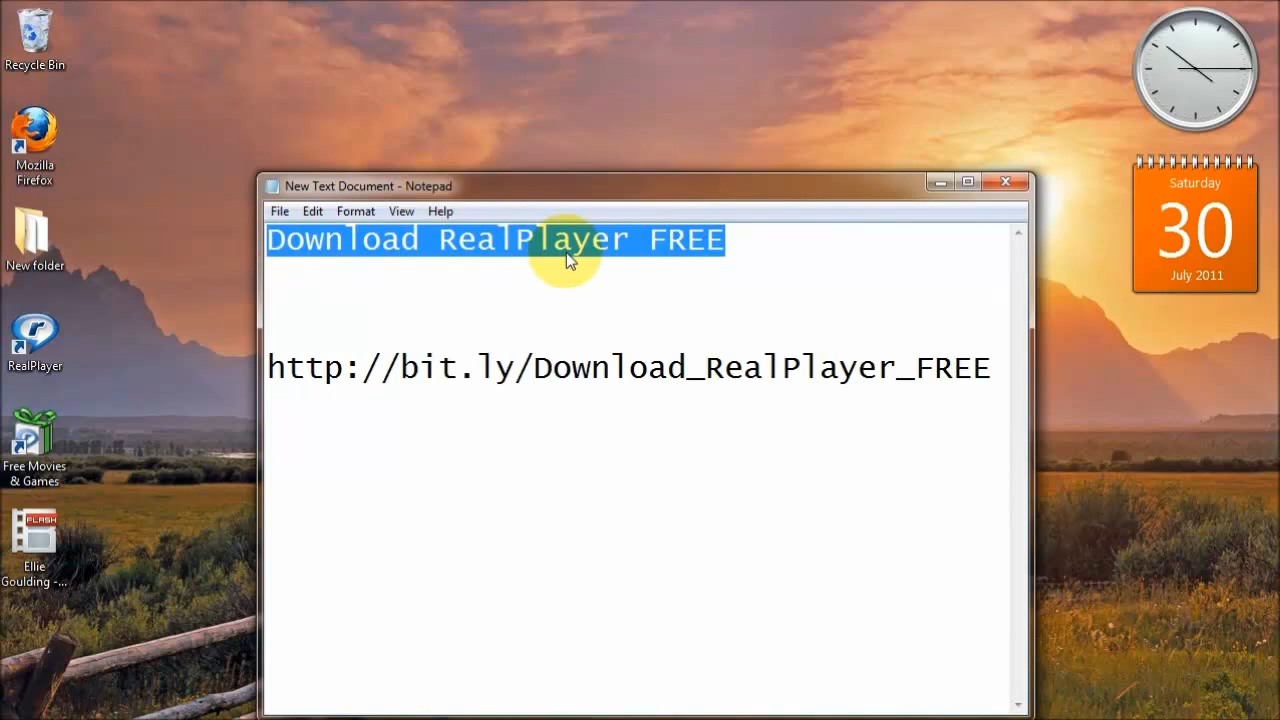 Recycle Bin
Mozilla
Firefox
New folder
RealPlayer
Free Movies
& Games
FLASH
Ellie
Goulding -...
New Text Document - Notepad
File Edit Format View Help
Download RealPlayer FREE
http://bit.ly/Download_RealPlayer_FREE
Saturday
30
July 2011